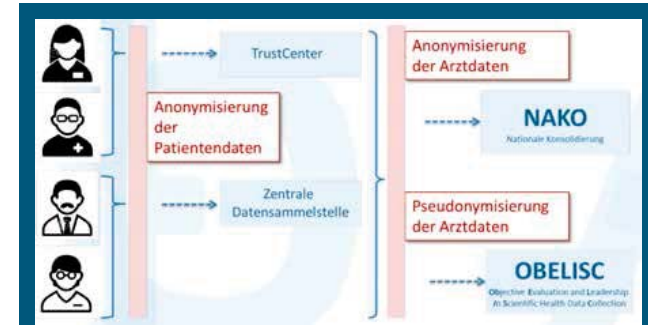 TrustCenter
Anonymisierung
der
Patientendaten
Zentrale
Datensammelstelle
Anonymisierung
der Arztdaten
NAKO
Nationale Konsolidierung
Pseudonymisierung
der Arztdaten
OBELISC
Objective Evaluation and Leadership
in Scientific Health Data Collection